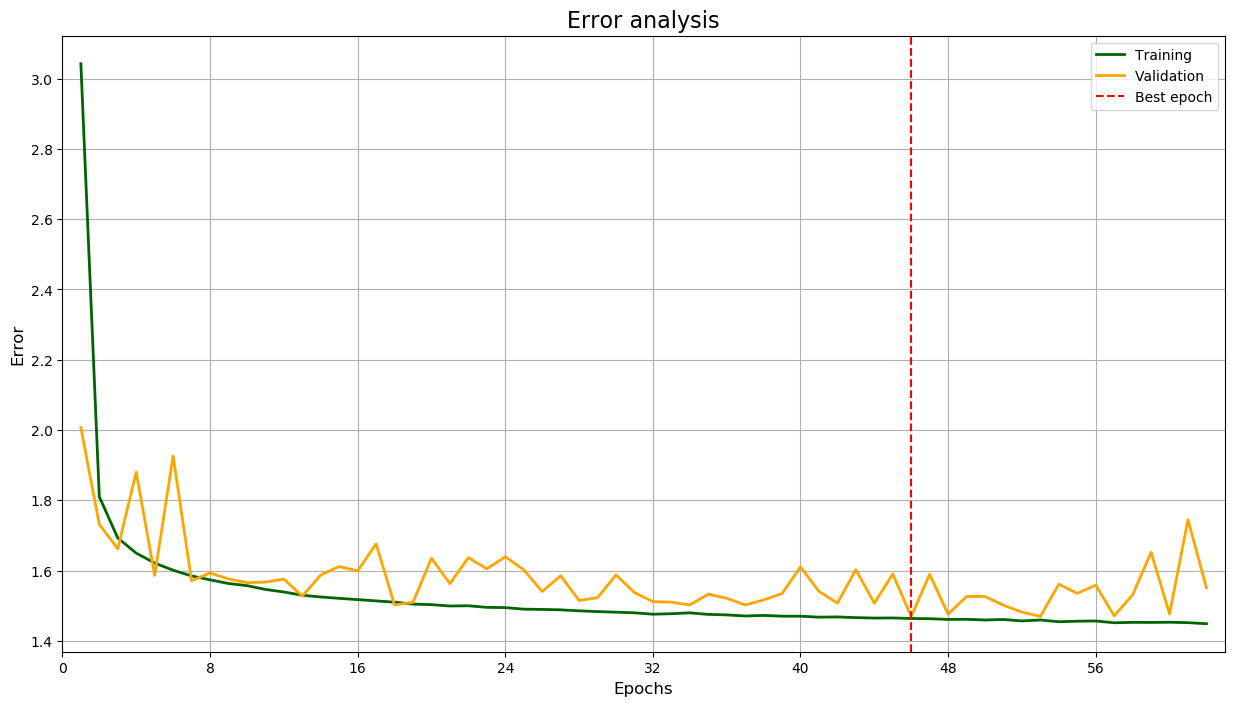 Error analysis
Training
Validation
Best epoch
3.0
2.8
2.6
2.4
2.2
2.0
1.8
1.6
1.4
Error
0 8 16 24 32 40 48 56
Epochs